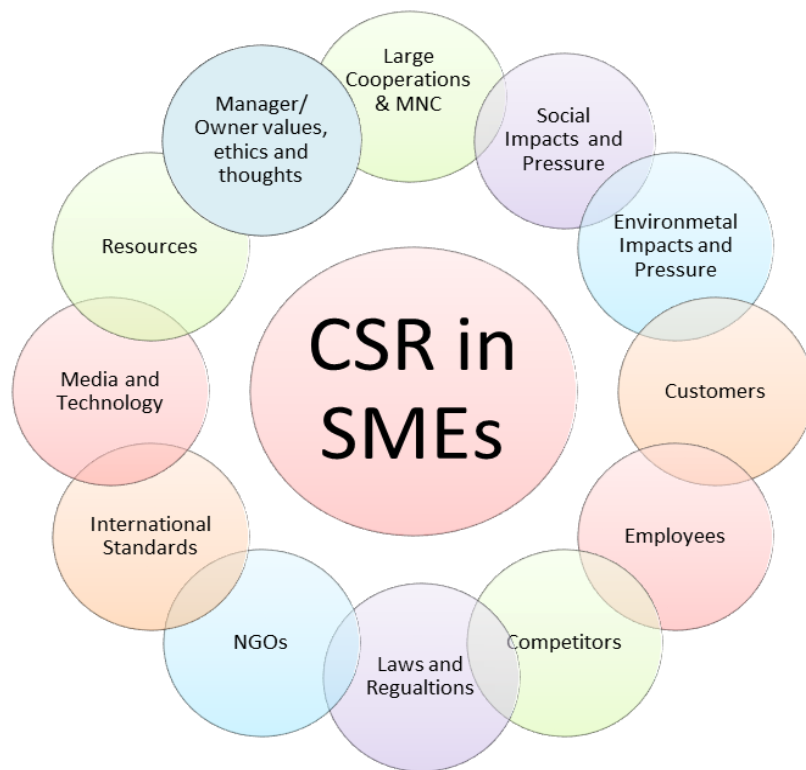 Large
Cooperations
& MNC
Social
Impacts and
Pressure
Environmetal
Impacts and
Pressure
Customers
Employees
Competitors
Laws and
Regualtions
NGOs
International
Standards
Media and
Technology
Resources
Manager/
Owner values,
ethics and
thoughts
CSR in
SMEs